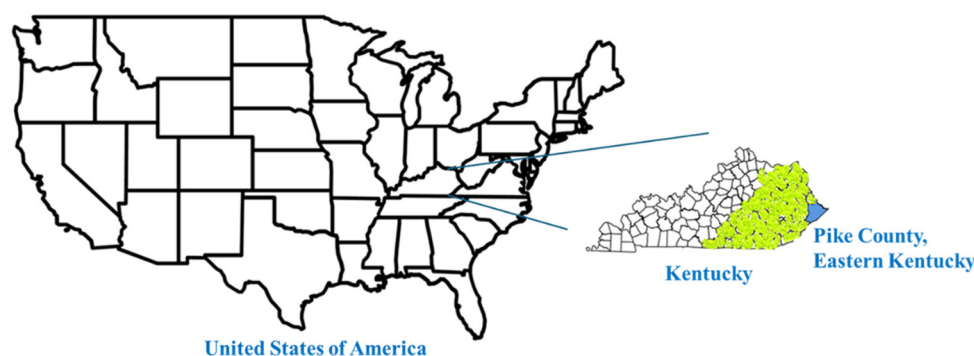 Pike County,
Eastern Kentucky
Kentucky
United States of America